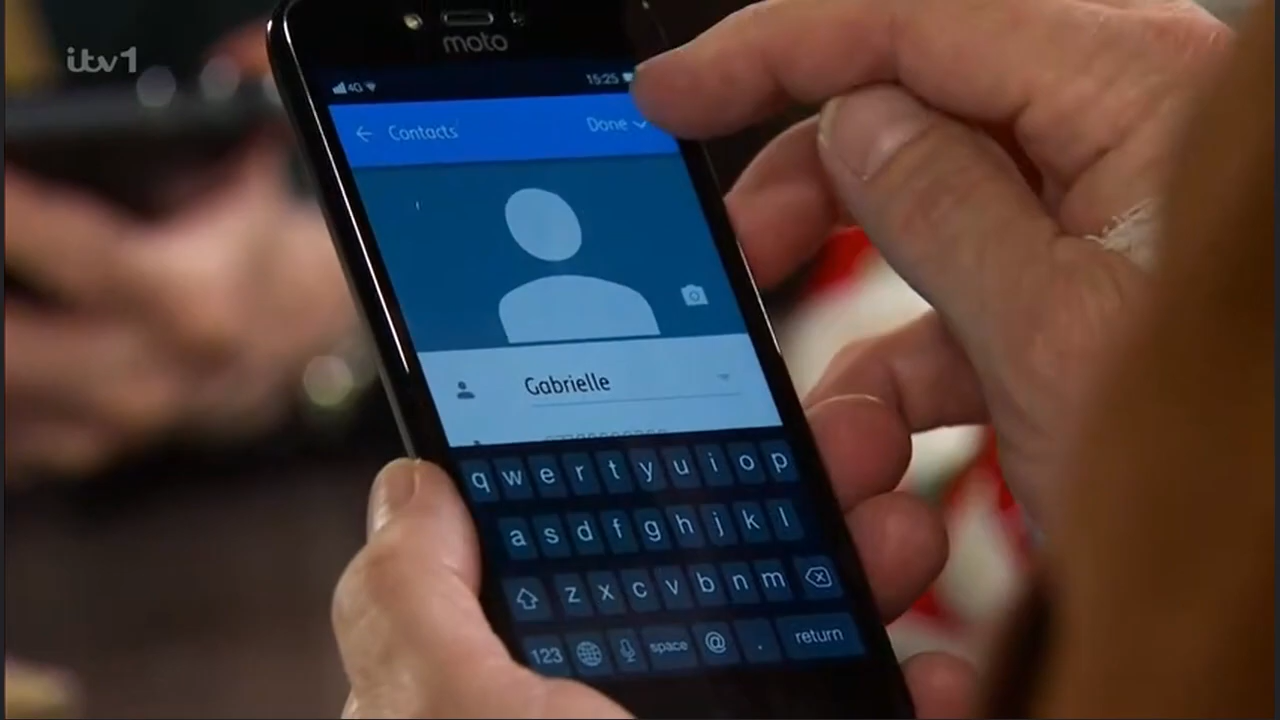 itv1
moto
4G 15:25
Contacts Done
Gabrielle
q w e r t y u i o p
a s d f g h j k l
z x c v b n m
123 space @ . return